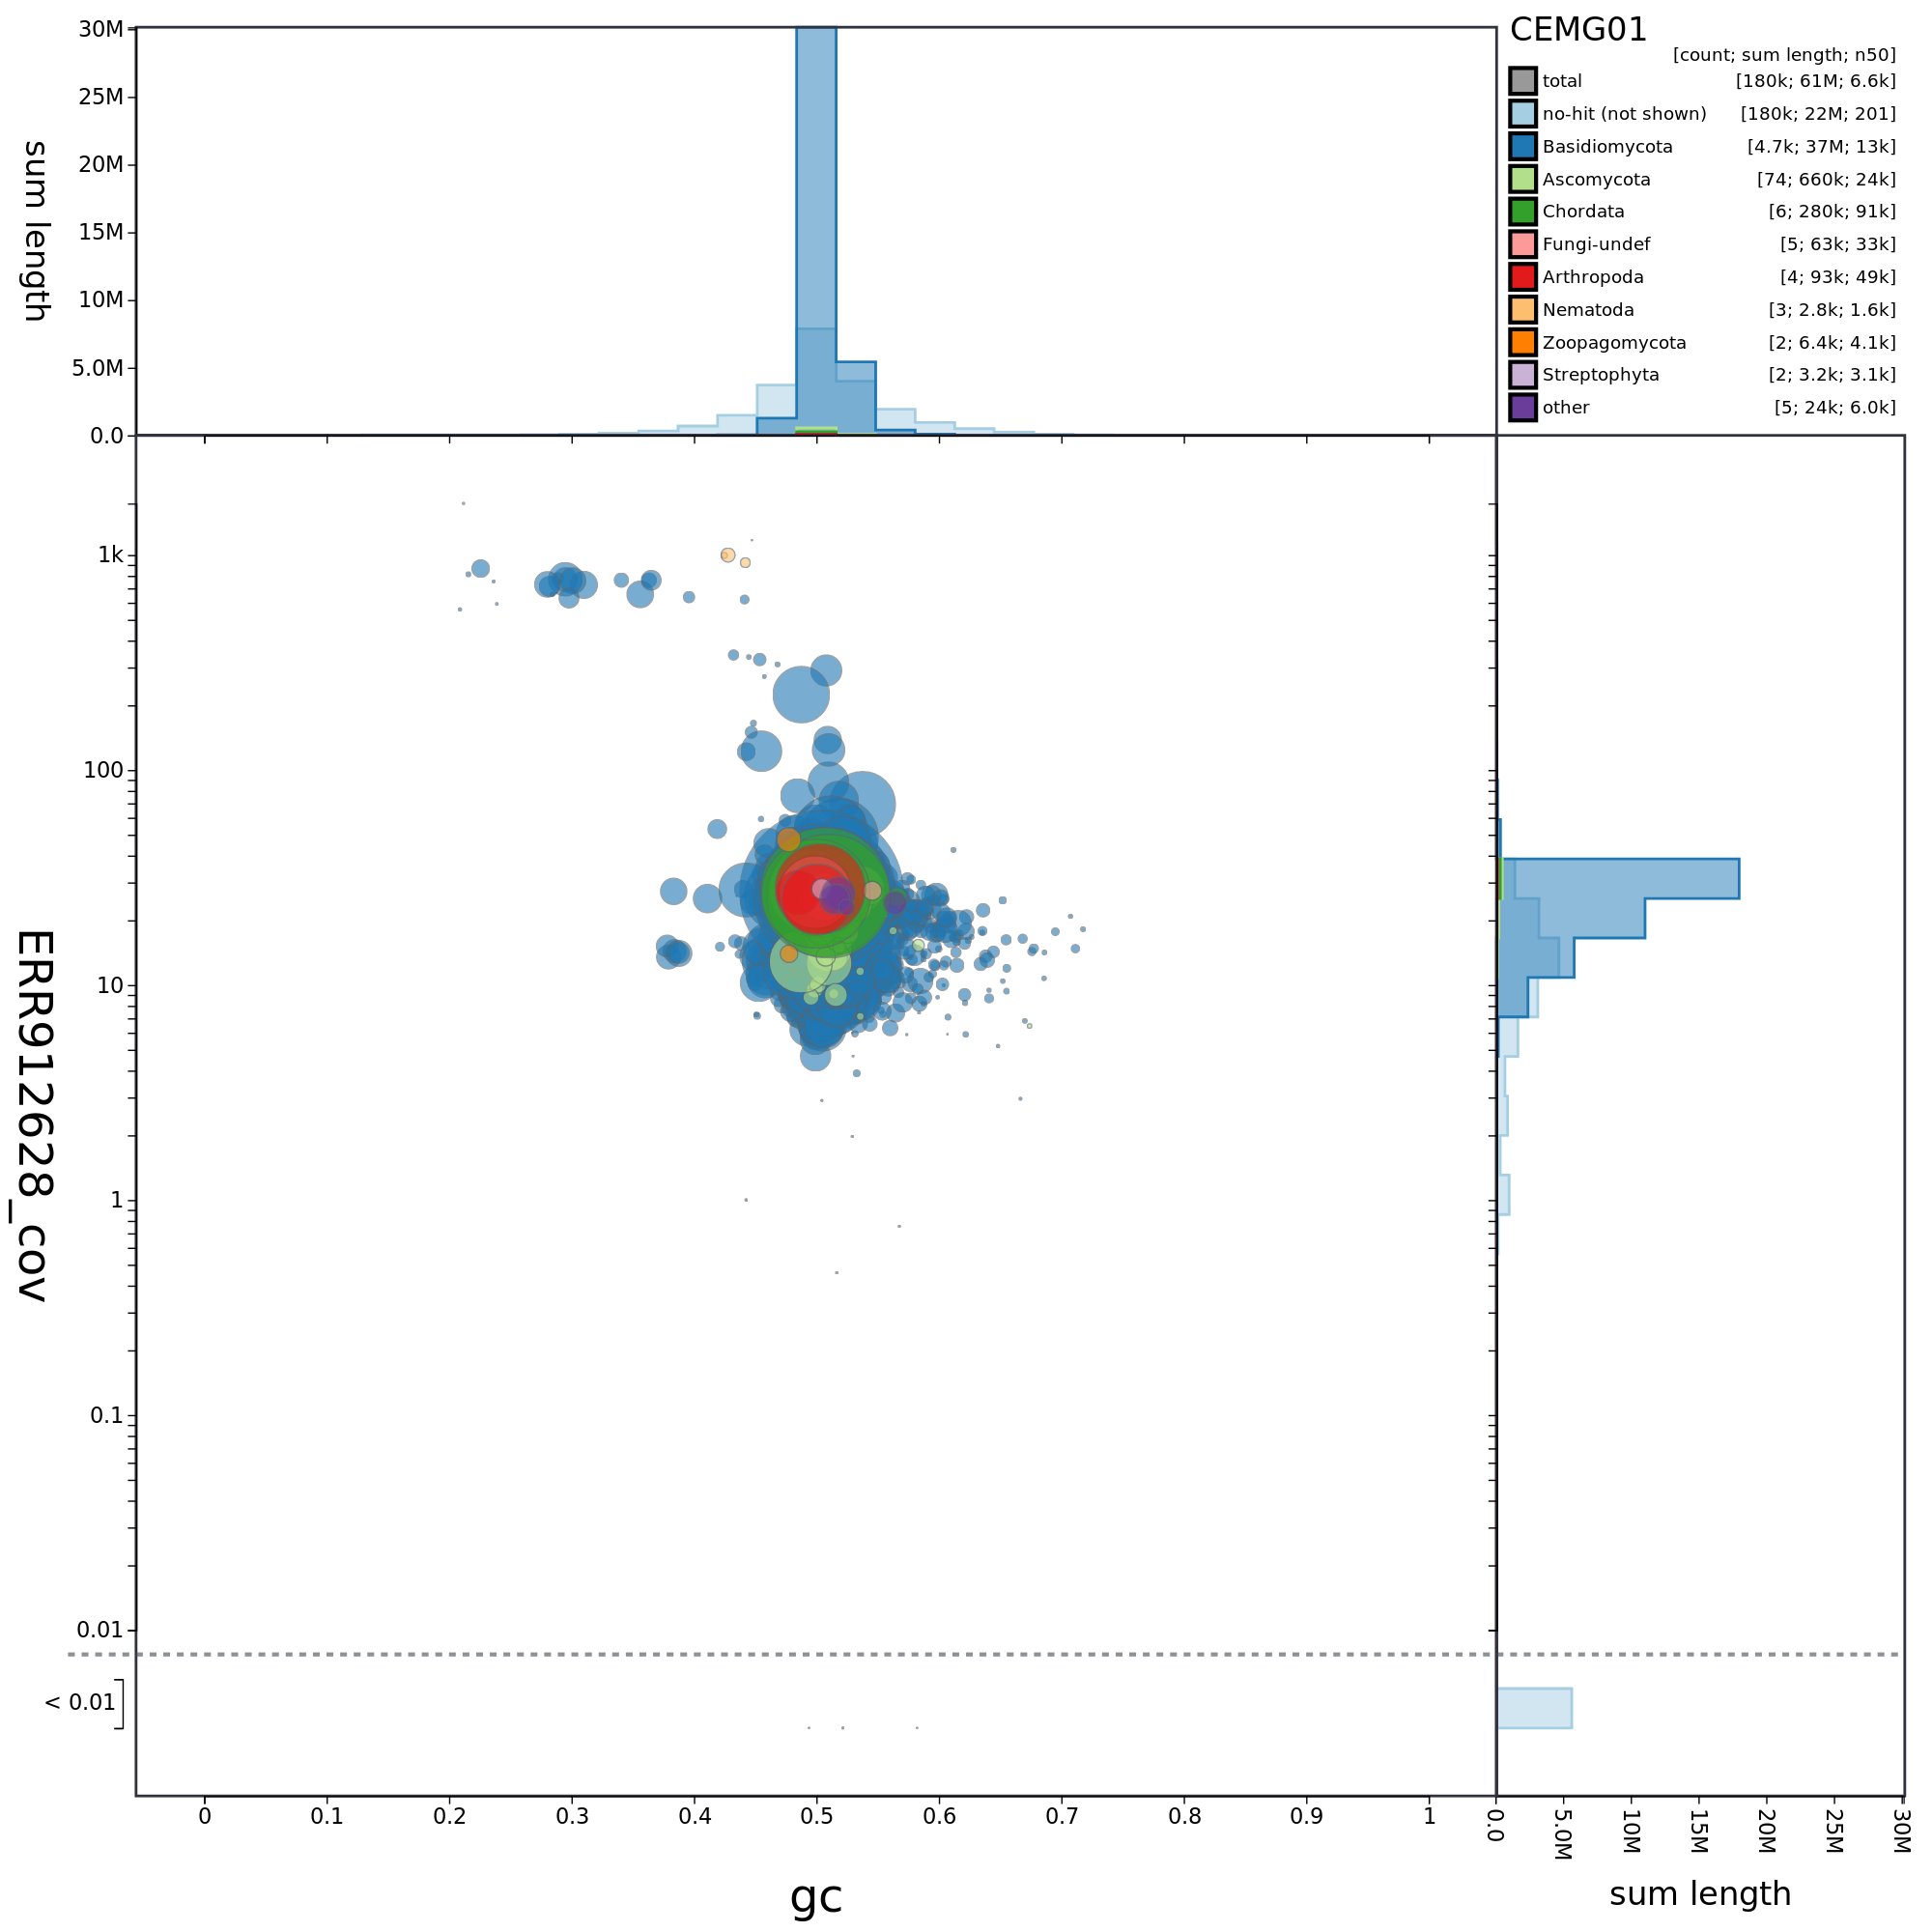 CEMG01
[count; sum length; n50]
total [180k; 61M; 6.6k]
no-hit (not shown) [180k; 22M; 201]
Basidiomycota [4.7k; 37M; 13k]
Ascomycota [74; 660k; 24k]
Chordata [6; 280k; 91k]
Fungi-undef [5; 63k; 33k]
Arthropoda [4; 93k; 49k]
Nematoda [3; 2.8k; 1.6k]
Zoopagomycota [2; 6.4k; 4.1k]
Streptophyta [2; 3.2k; 3.1k]
other [5; 24k; 6.0k]
sum length
30M
25M
20M
15M
10M
5.0M
0.0
ERR912628_cov
1k
100
10
1
0.1
0.01
< 0.01
0 0.1 0.2 0.3 0.4 0.5 0.6 0.7 0.8 0.9 1
gc
0.0 5.0M 10M 15M 20M 25M 30M
sum length